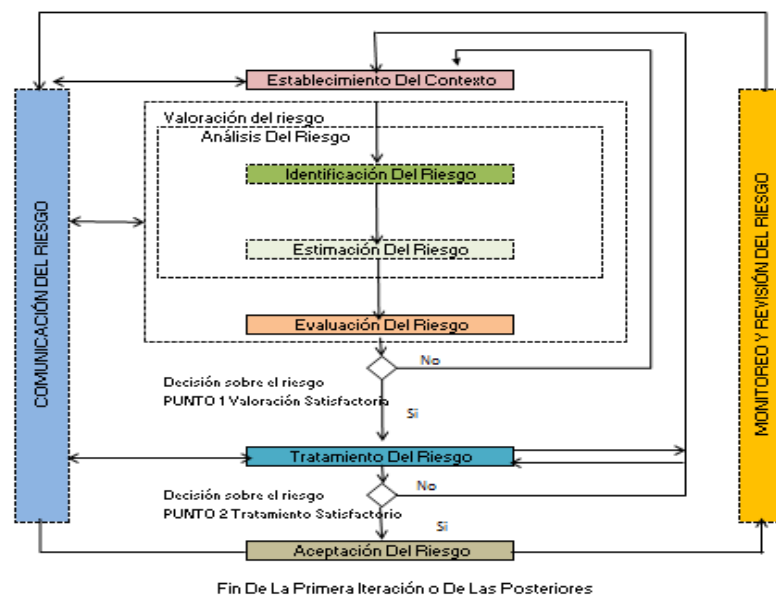 Establecimiento Del Contexto
Valoración del riesgo
Análisis Del Riesgo
Identificación Del Riesgo
Estimación Del Riesgo
Evaluación Del Riesgo
No
Decisión sobre el riesgo
PUNTO 1 Valoración Satisfactoria
Si
Tratamiento Del Riesgo
No
Decisión sobre el riesgo
PUNTO 2 Tratamiento Satisfactorio
Si
Aceptación Del Riesgo
Fin De La Primera Iteración o De Las Posteriores
COMUNICACIÓN DEL RIESGO
MONITOREO Y REVISIÓN DEL RIESGO